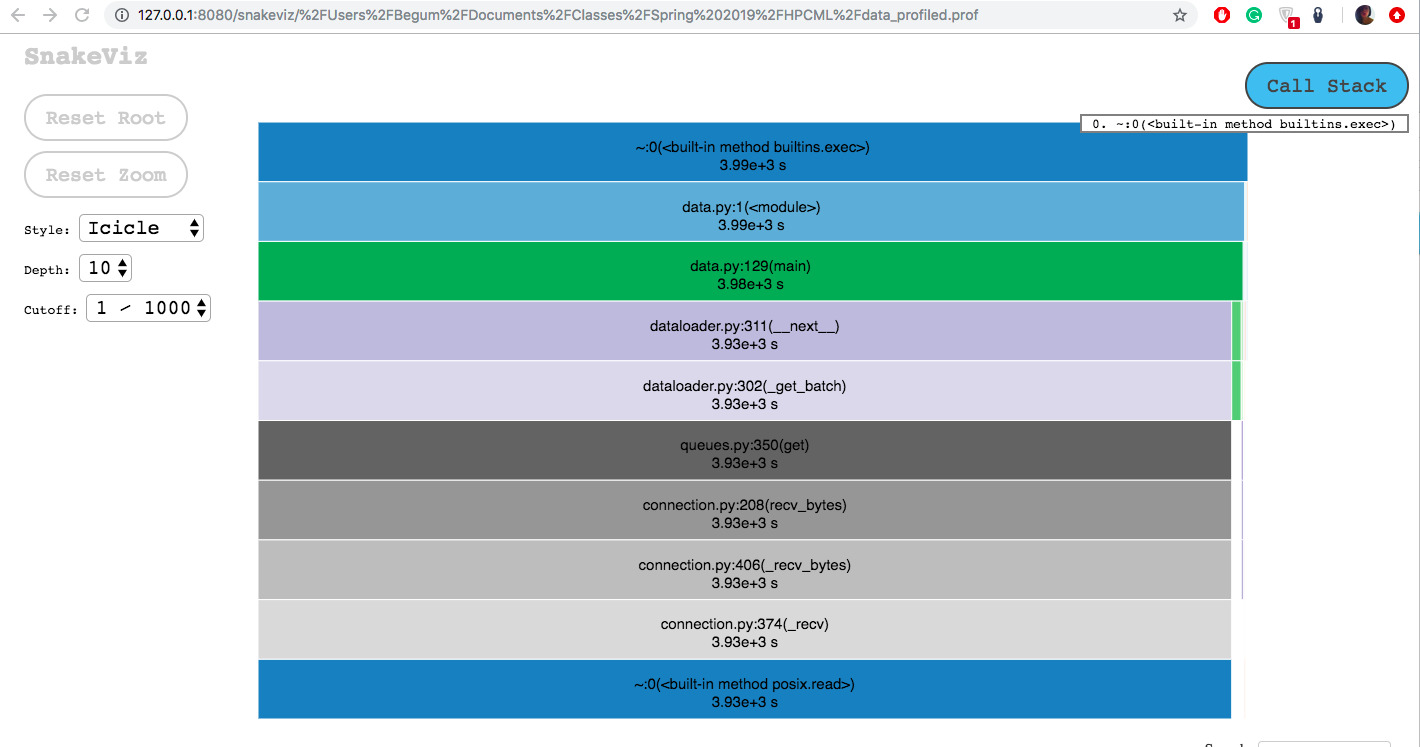 127.0.0.1:8080/snakeviz/%2FUsers%2FBegum%2FDocuments%2FClasses%2FSpring%202019%2FHPCML%2Fdata_profiled.prof
1
SnakeViz
Call Stack
Reset Root
0. ~:0(<built-in method builtins.exec>)
Reset Zoom
Style: Icicle
Depth: 10
Cutoff: 1 / 1000
~:0(<built-in method builtins.exec>)
3.99e+3 s
data.py:1(<module>)
3.99e+3 s
data.py:129(main)
3.98e+3 s
dataloader.py:311(__next__)
3.93e+3 s
dataloader.py:302(_get_batch)
3.93e+3 s
queues.py:350(get)
3.93e+3 s
connection.py:208(recv_bytes)
3.93e+3 s
connection.py:406(_recv_bytes)
3.93e+3 s
connection.py:374(_recv)
3.93e+3 s
~:0(<built-in method posix.read>)
3.93e+3 s